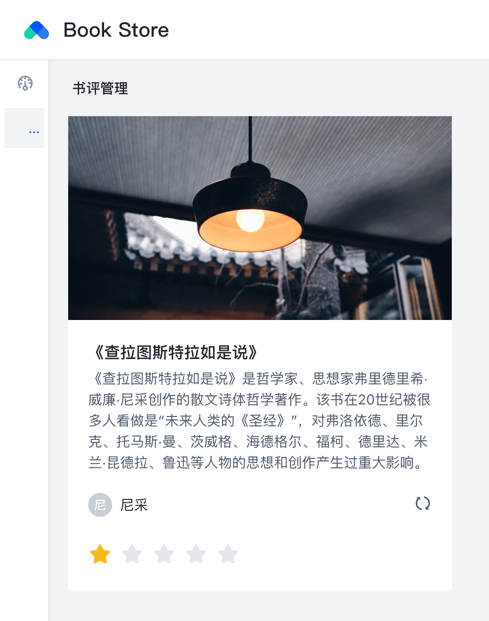 Book Store
书评管理
...
《查拉图斯特拉如是说》
《查拉图斯特拉如是说》是哲学家、思想家弗里德里希·
威廉·尼采创作的散文诗体哲学著作。该书在20世纪被很
多人看做是“未来人类的《圣经》”，对弗洛依德、里尔
克、托马斯·曼、茨威格、海德格尔、福柯、德里达、米
兰·昆德拉、鲁迅等人物的思想和创作产生过重大影响。
尼 尼采